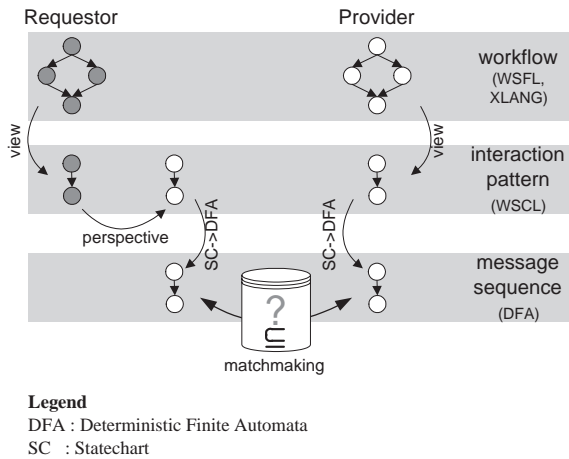 Requestor
Provider
workflow
(WSFL,
XLANG)
view
view
interaction
pattern
(WSCL)
perspective
SC->DFA
SC->DFA
message
sequence
(DFA)
?
⊆
matchmaking
Legend
DFA : Deterministic Finite Automata
SC : Statechart